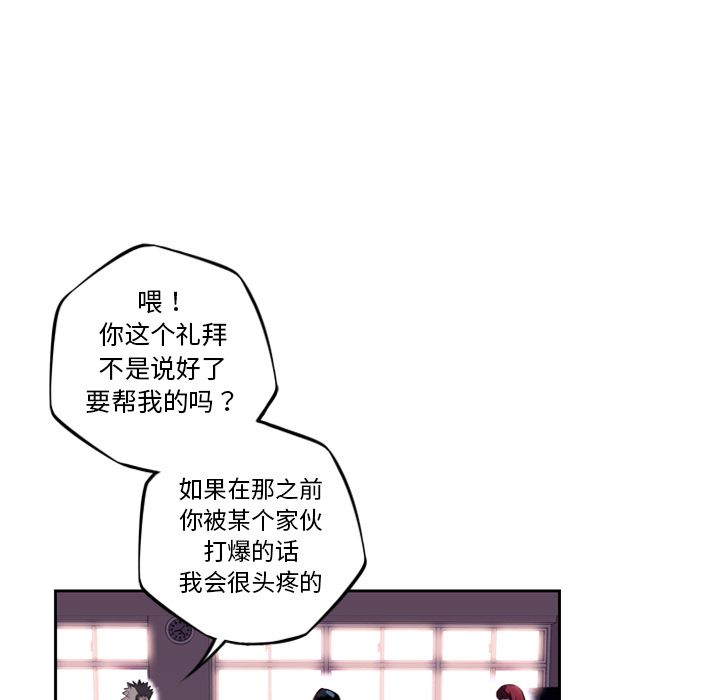 喂！
你这个礼拜
不是说好了
要帮我的吗？
如果在那之前
你被某个家伙
打爆的话
我会很头疼的